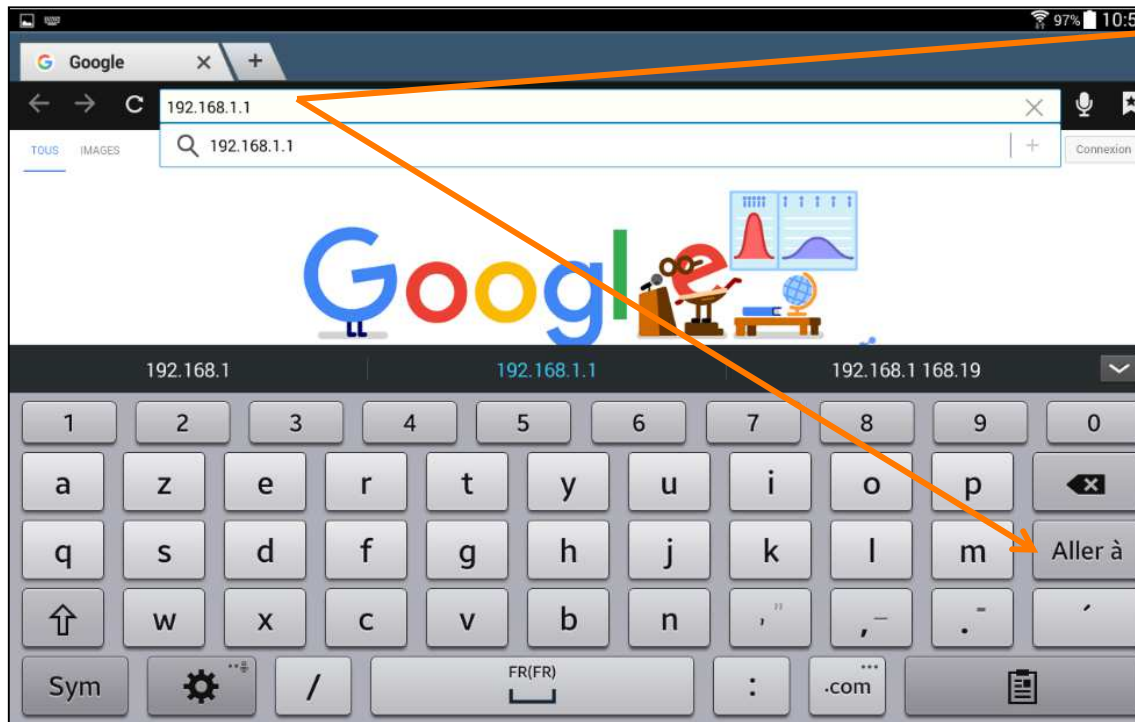 97% 10:5
Google × +
192.168.1.1
TOUS IMAGES 192.168.1.1 + Connexion
Google
192.168.1 192.168.1.1 192.168.1 168.19
1 2 3 4 5 6 7 8 9 0
a z e r t y u i o p
q s d f g h j k l m Aller à
w x c v b n , " , - . - ´
Sym / FR(FR) : .com